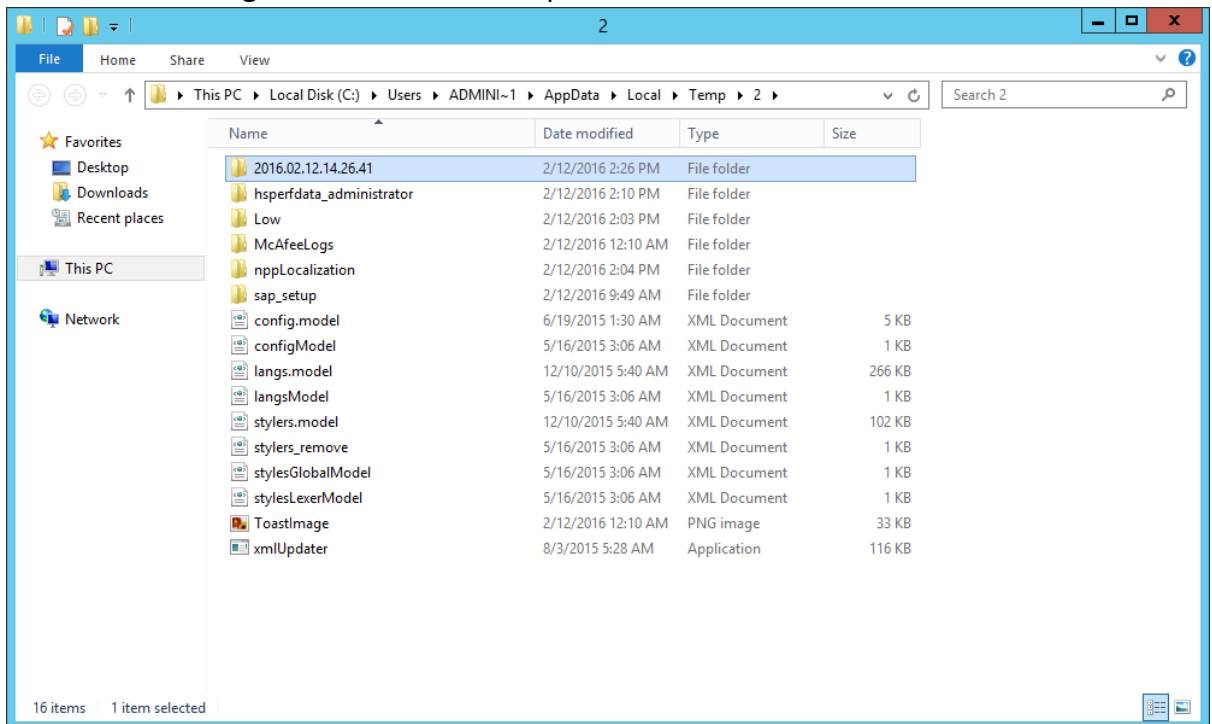 2
File Home Share View
This PC Local Disk (C:) Users ADMINI~1 AppData Local Temp 2 Search 2
Favorites
Desktop
Downloads
Recent places
This PC
Network
Name Date modified Type Size
2016.02.12.14.26.41 2/12/2016 2:26 PM File folder
hsperfdata_administrator 2/12/2016 2:10 PM File folder
Low 2/12/2016 2:03 PM File folder
McAfeeLogs 2/12/2016 12:10 AM File folder
nppLocalization 2/12/2016 2:04 PM File folder
sap_setup 2/12/2016 9:49 AM File folder
config.model 6/19/2015 1:30 AM XML Document 5 KB
configModel 5/16/2015 3:06 AM XML Document 1 KB
langs.model 12/10/2015 5:40 AM XML Document 266 KB
langsModel 5/16/2015 3:06 AM XML Document 1 KB
stylers.model 12/10/2015 5:40 AM XML Document 102 KB
stylers_remove 5/16/2015 3:06 AM XML Document 1 KB
stylesGlobalModel 5/16/2015 3:06 AM XML Document 1 KB
stylesLexerModel 5/16/2015 3:06 AM XML Document 1 KB
ToastImage 2/12/2016 12:10 AM PNG image 33 KB
xmlUpdater 8/3/2015 5:28 AM Application 116 KB
16 items 1 item selected